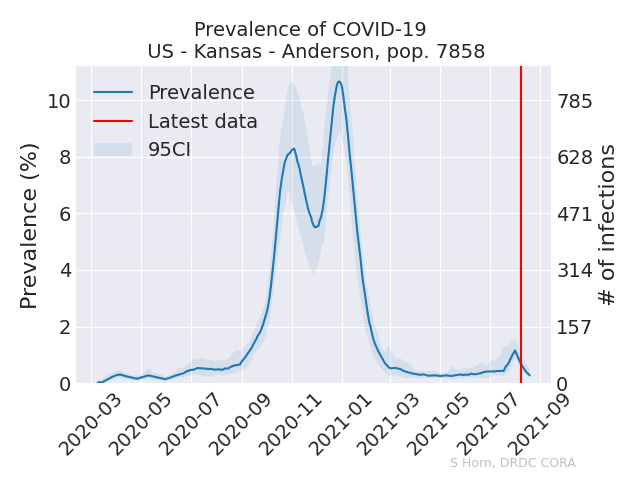 Prevalence of COVID-19
US - Kansas - Anderson, pop. 7858
Prevalence
Latest data
95CI
Prevalence (%)
10
8
6
4
2
0
785
628
471
314
157
0
# of infections
2020-03
2020-05
2020-07
2020-09
2020-11
2021-01
2021-03
2021-05
2021-07
2021-09
S Horn, DRDC CORA